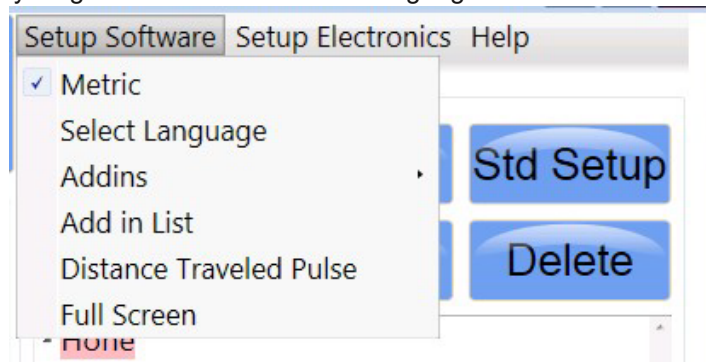 Setup Software Setup Electronics Help
Metric
Select Language
Addins
Std Setup
Add in List
Distance Traveled Pulse
Delete
Full Screen